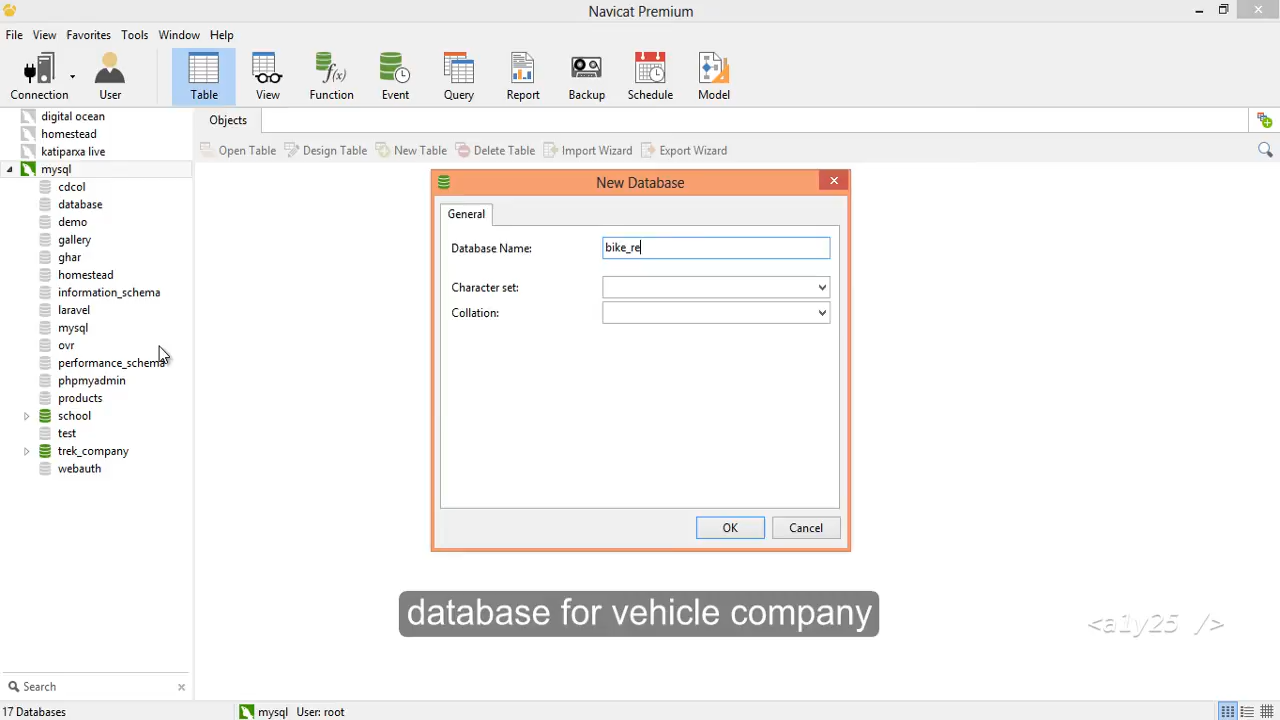 Navicat Premium
File View Favorites Tools Window Help
Connection User Table View Function Event Query Report Backup Schedule Model
f(x)
digital ocean
homestead
katiparxa live
mysql
cdcol
database
demo
gallery
ghar
homestead
information_schema
laravel
mysql
ovr
performance_schema
phpmyadmin
products
school
test
trek_company
webauth
Search
Objects
Open Table Design Table New Table Delete Table Import Wizard Export Wizard
New Database
General
Database Name: bike_re
Character set:
Collation:
OK Cancel
database for vehicle company
<a1y25 />
17 Databases mysql User: root